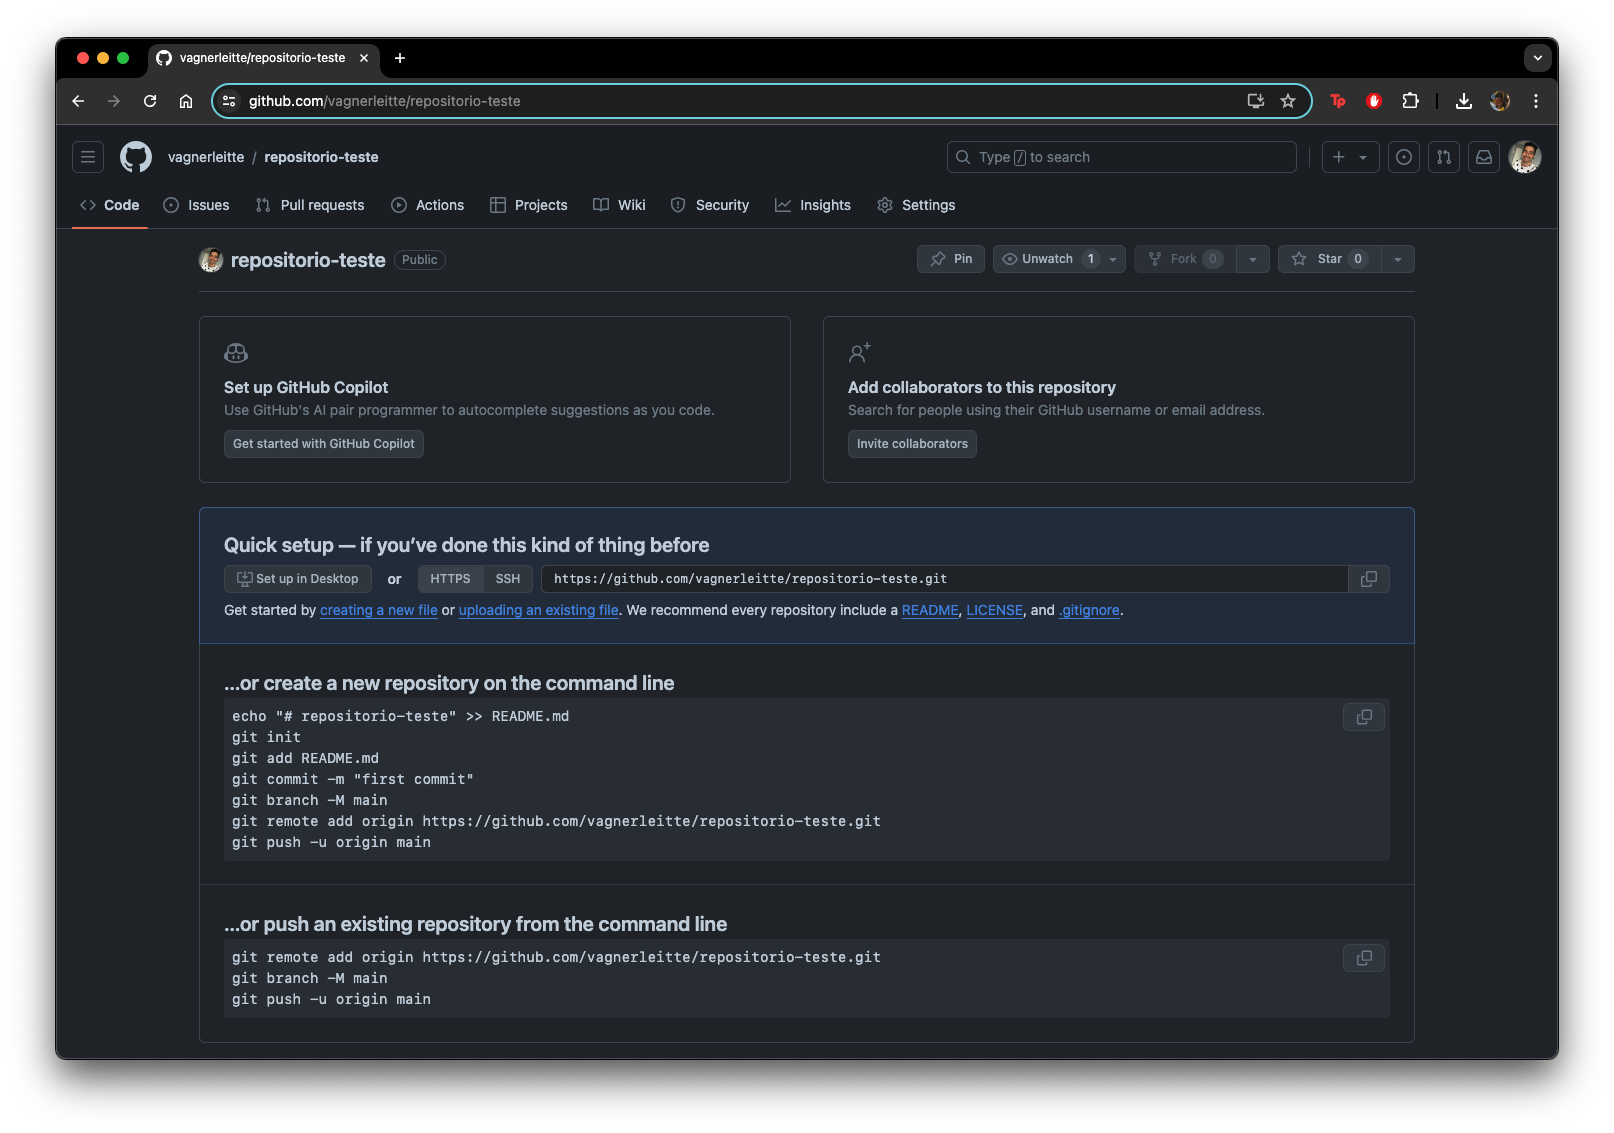 vagnerleitte/repositorio-teste
github.com/vagnerleitte/repositorio-teste
Tp
vagnerleitte / repositorio-teste
Type / to search
Code Issues Pull requests Actions Projects Wiki Security Insights Settings
repositorio-teste Public
Pin Unwatch 1 Fork 0 Star 0
Set up GitHub Copilot
Use GitHub's AI pair programmer to autocomplete suggestions as you code.
Get started with GitHub Copilot
Add collaborators to this repository
Search for people using their GitHub username or email address.
Invite collaborators
Quick setup — if you’ve done this kind of thing before
Set up in Desktop or HTTPS SSH https://github.com/vagnerleitte/repositorio-teste.git
Get started by creating a new file or uploading an existing file. We recommend every repository include a README, LICENSE, and .gitignore.
…or create a new repository on the command line
echo "# repositorio-teste" >> README.md
git init
git add README.md
git commit -m "first commit"
git branch -M main
git remote add origin https://github.com/vagnerleitte/repositorio-teste.git
git push -u origin main
…or push an existing repository from the command line
git remote add origin https://github.com/vagnerleitte/repositorio-teste.git
git branch -M main
git push -u origin main